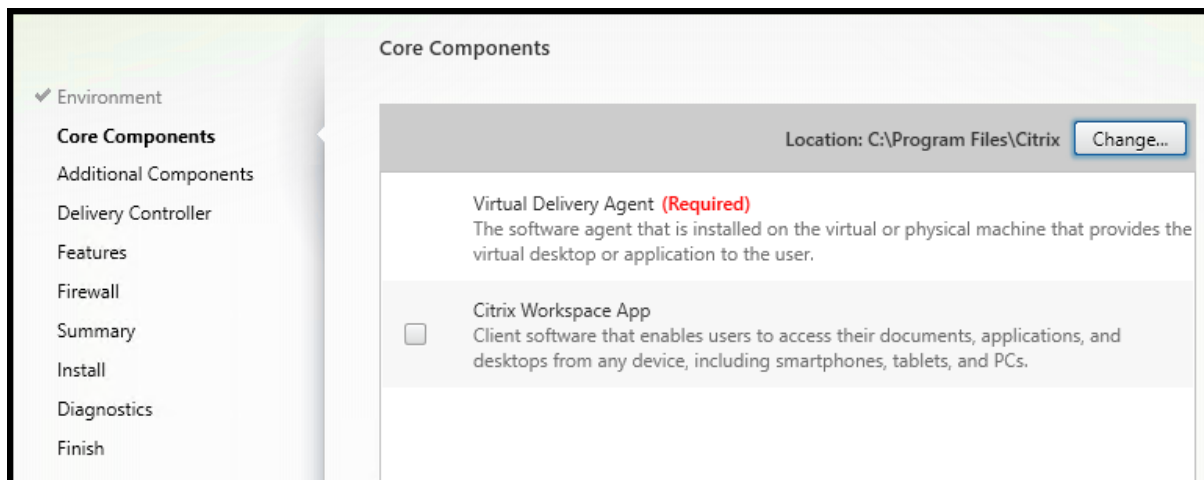 Core Components
Environment
Core Components
Additional Components
Delivery Controller
Features
Firewall
Summary
Install
Diagnostics
Finish
Location: C:\Program Files\Citrix
Change...
Virtual Delivery Agent (Required)
The software agent that is installed on the virtual or physical machine that provides the
virtual desktop or application to the user.
Citrix Workspace App
Client software that enables users to access their documents, applications, and
desktops from any device, including smartphones, tablets, and PCs.